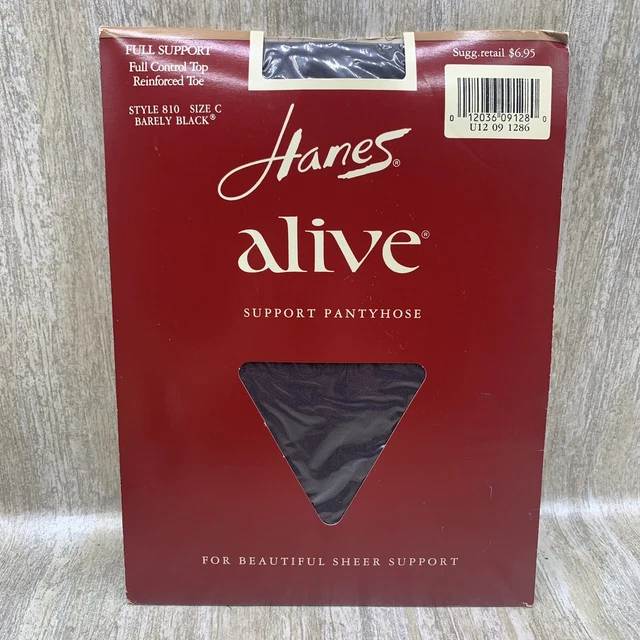 FULL SUPPORT
Full Control Top
Reinforced Toe
STYLE 810 SIZE C
BARELY BLACK®
Sugg.retail $6.95
0 12036 09128 0
U12 09 1286
Hanes®
alive®
SUPPORT PANTYHOSE
FOR BEAUTIFUL SHEER SUPPORT